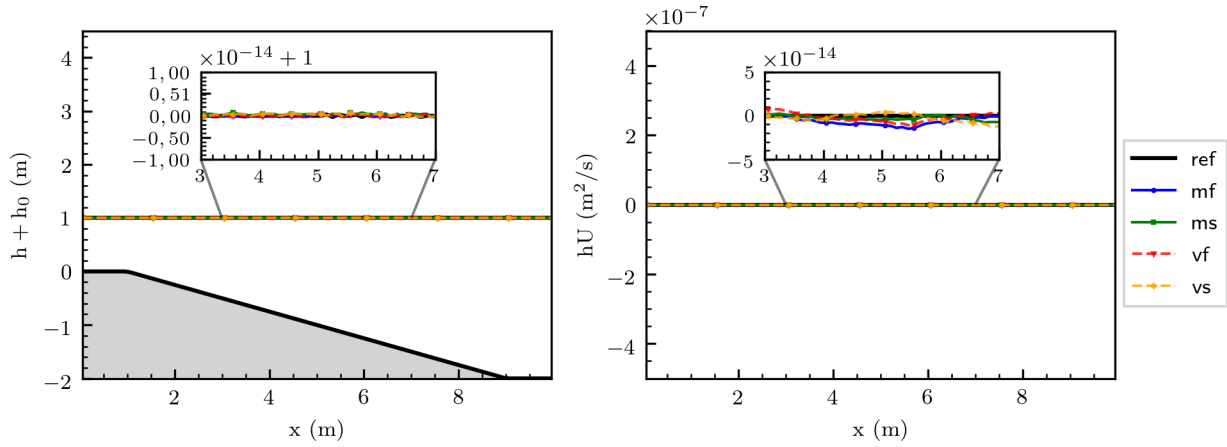 ×10⁻¹⁴ + 1
1, 00
0, 51
0, 00
−0, 50
−1, 00
3 4 5 6 7
4
3
2
1
0
−1
−2
h + h₀ (m)
2 4 6 8
x (m)
×10⁻⁷
×10⁻¹⁴
5
0
−5
3 4 5 6 7
4
2
0
−2
−4
hU (m²/s)
2 4 6 8
x (m)
ref
mf
ms
vf
vs